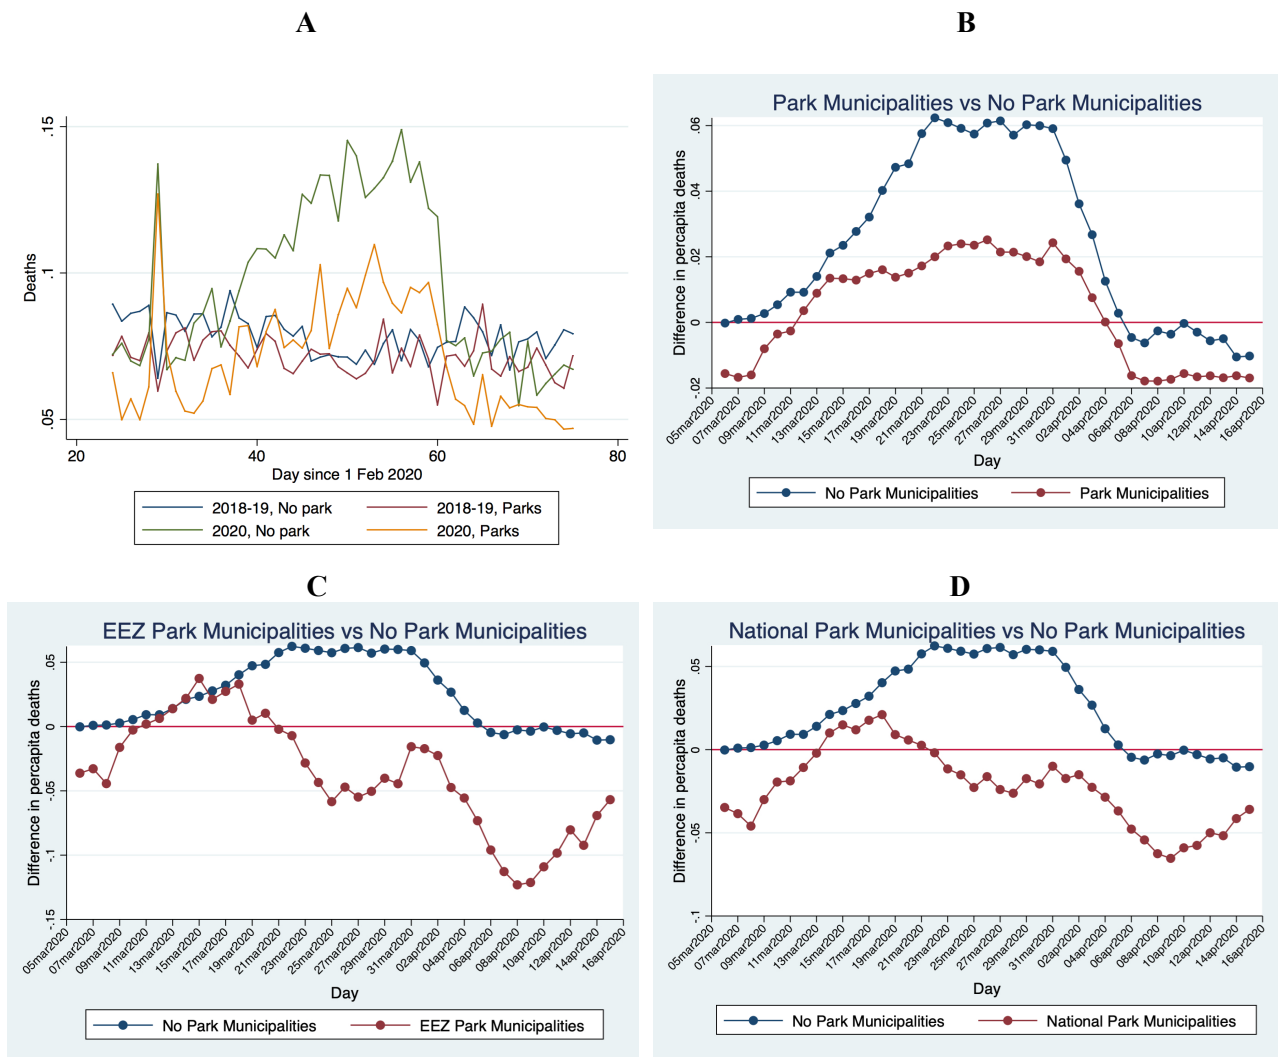 A
.15
.1
.05
Deaths
20 40 60 80
Day since 1 Feb 2020
2018-19, No park 2018-19, Parks
2020, No park 2020, Parks
B
Park Municipalities vs No Park Municipalities
.06
.04
.02
0
-.02
Difference in percapita deaths
05mar2020 07mar2020 09mar2020 11mar2020 13mar2020 15mar2020 17mar2020 19mar2020 21mar2020 23mar2020 25mar2020 27mar2020 29mar2020 31mar2020 02apr2020 04apr2020 06apr2020 08apr2020 10apr2020 12apr2020 14apr2020 16apr2020
Day
No Park Municipalities Park Municipalities
C
EEZ Park Municipalities vs No Park Municipalities
.05
0
-.05
-.1
-.15
Difference in percapita deaths
05mar2020 07mar2020 09mar2020 11mar2020 13mar2020 15mar2020 17mar2020 19mar2020 21mar2020 23mar2020 25mar2020 27mar2020 29mar2020 31mar2020 02apr2020 04apr2020 06apr2020 08apr2020 10apr2020 12apr2020 14apr2020 16apr2020
Day
No Park Municipalities EEZ Park Municipalities
D
National Park Municipalities vs No Park Municipalities
.05
0
-.05
-.1
Difference in percapita deaths
05mar2020 07mar2020 09mar2020 11mar2020 13mar2020 15mar2020 17mar2020 19mar2020 21mar2020 23mar2020 25mar2020 27mar2020 29mar2020 31mar2020 02apr2020 04apr2020 06apr2020 08apr2020 10apr2020 12apr2020 14apr2020 16apr2020
Day
No Park Municipalities National Park Municipalities